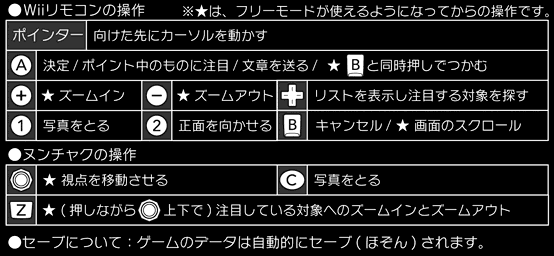 ●Wiiリモコンの操作 ※★は、フリーモードが使えるようになってからの操作です。
ポインター 向けた先にカーソルを動かす
A 決定/ポイント中のものに注目/文章を送る/ ★ B と同時押しでつかむ
+ ★ ズームイン - ★ ズームアウト リストを表示し注目する対象を探す
1 写真をとる 2 正面を向かせる B キャンセル/ ★ 画面のスクロール
●ヌンチャクの操作
★ 視点を移動させる C 写真をとる
Z ★ (押しながら 上下で) 注目している対象へのズームインとズームアウト
●セーブについて：ゲームのデータは自動的にセーブ(ほぞん)されます。